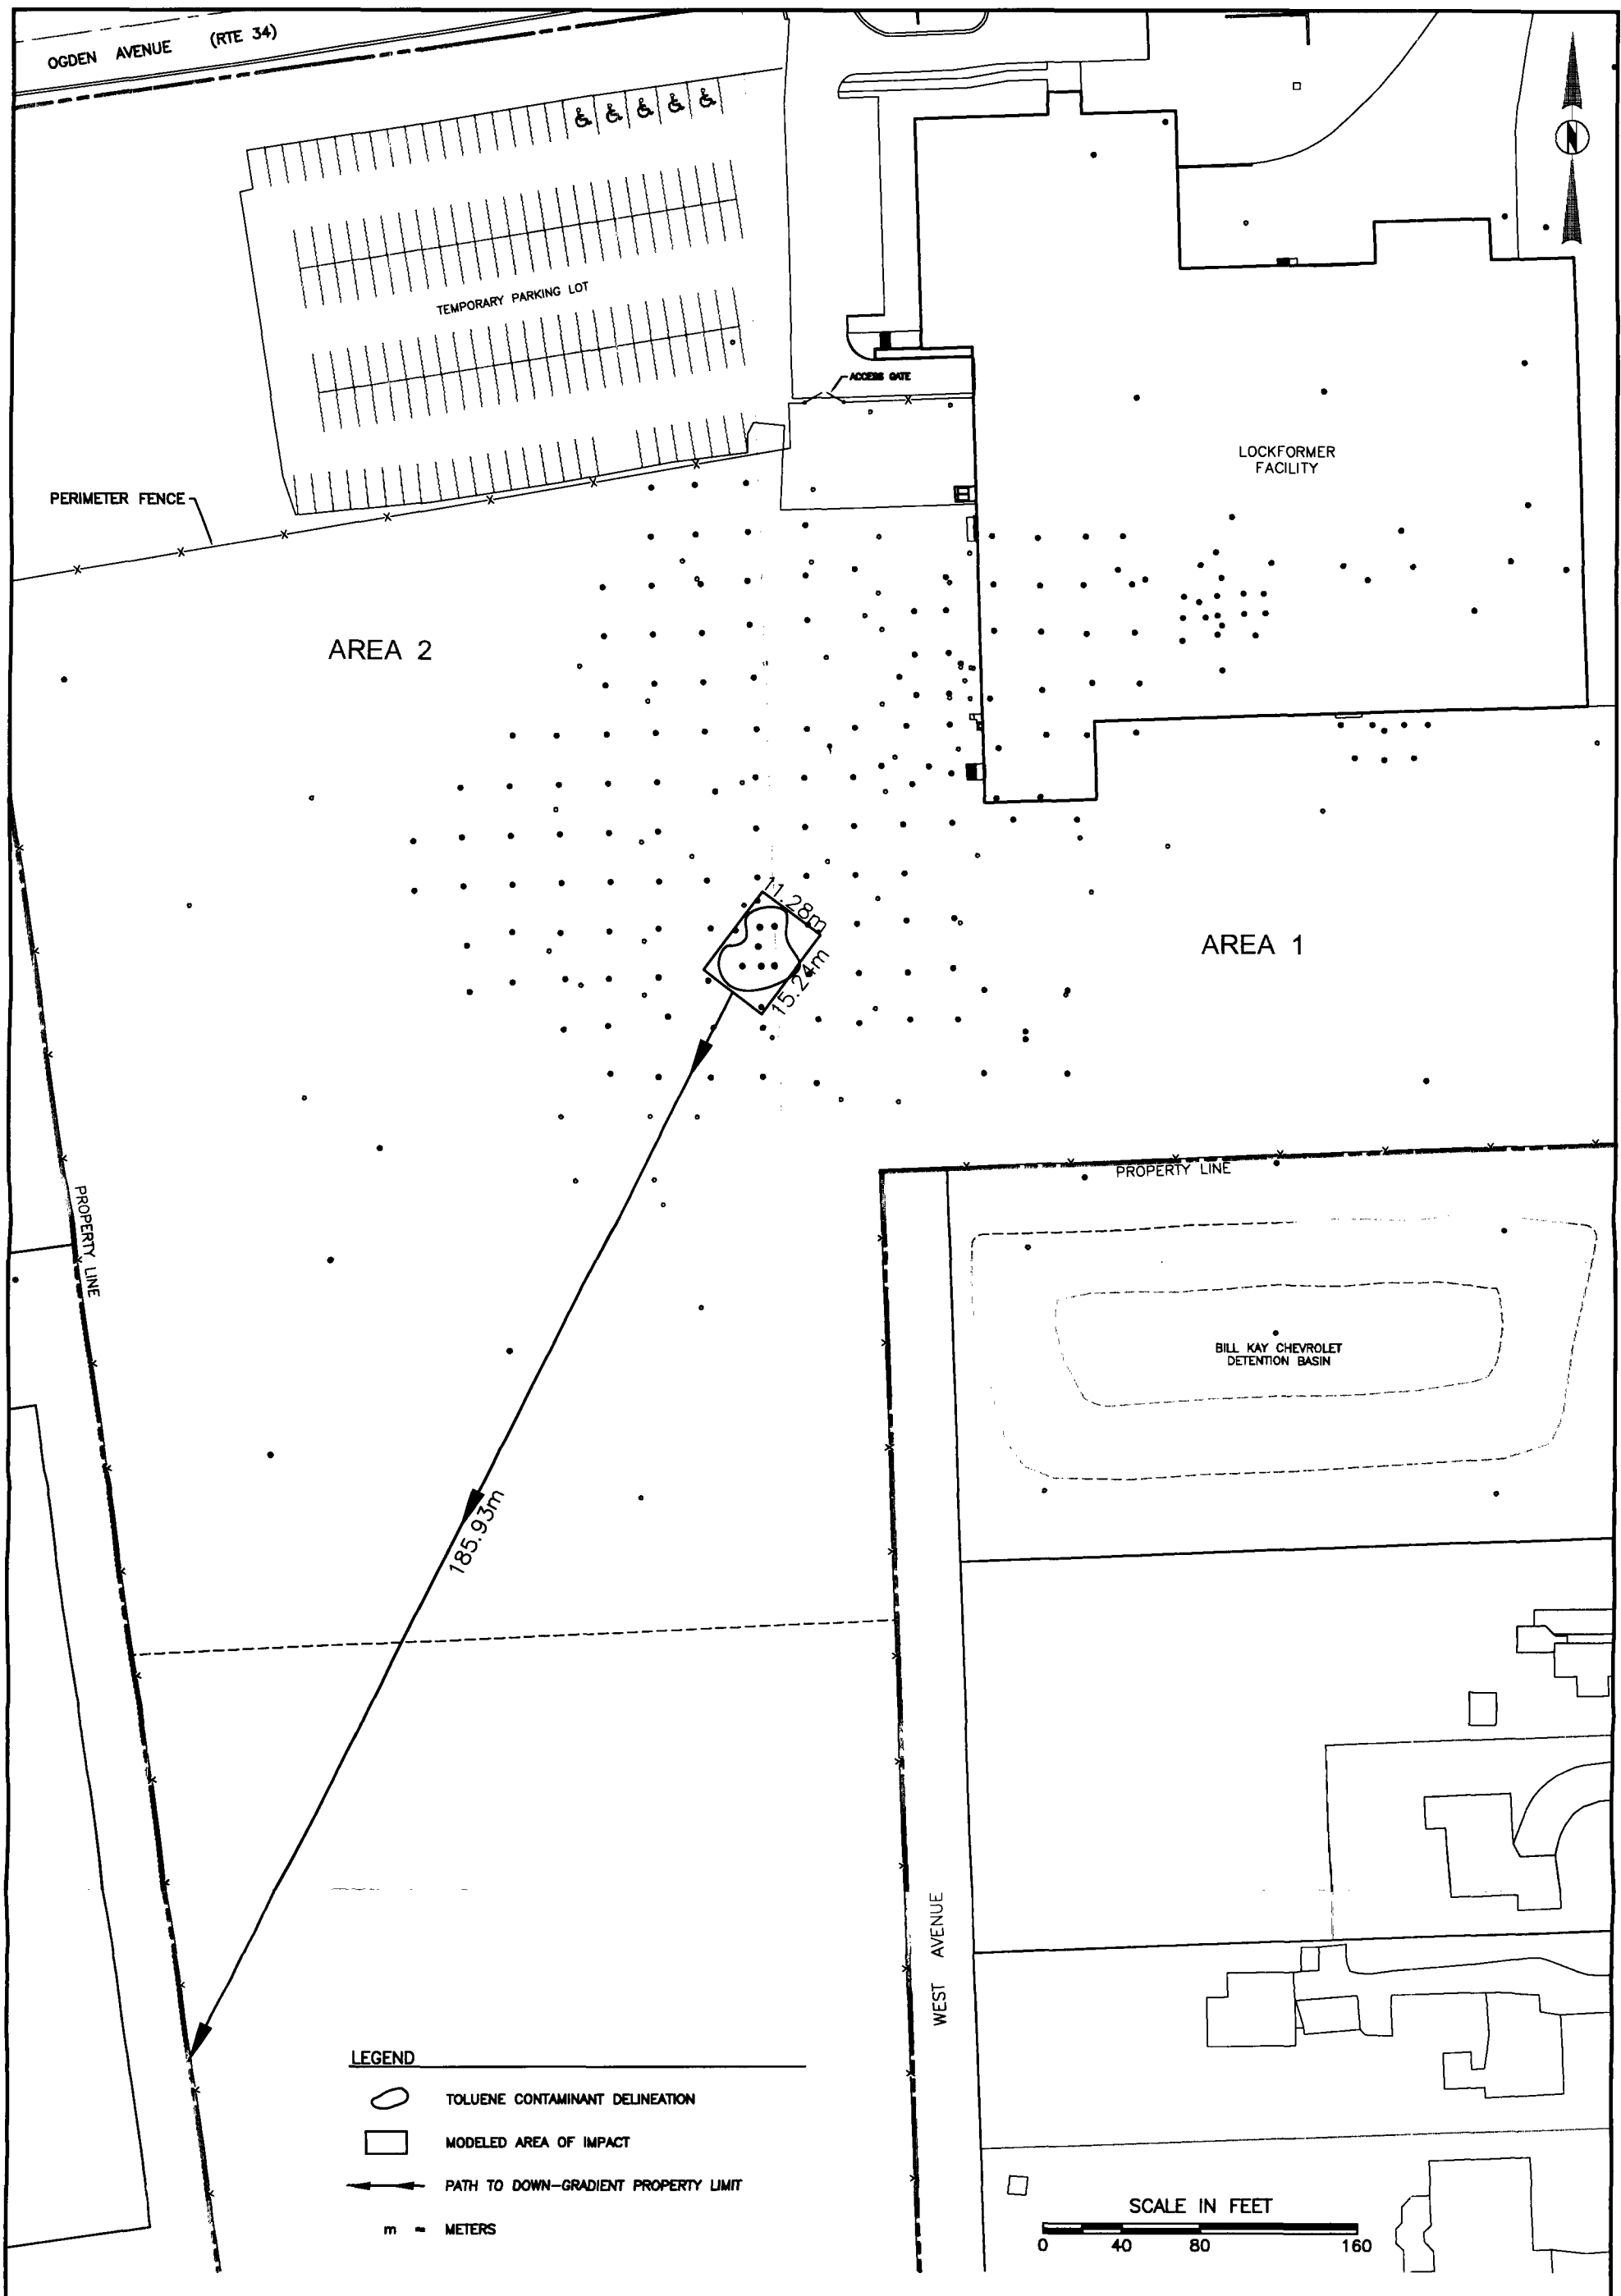 OGDEN AVENUE (RTE 34)
TEMPORARY PARKING LOT
ACCESS GATE
LOCKFORMER
FACILITY
PERIMETER FENCE
AREA 2
11.28m
15.24m
AREA 1
PROPERTY LINE
PROPERTY LINE
BILL KAY CHEVROLET
DETENTION BASIN
185.93m
WEST AVENUE
LEGEND
TOLUENE CONTAMINANT DELINEATION
MODELED AREA OF IMPACT
PATH TO DOWN-GRADIENT PROPERTY LIMIT
m = METERS
SCALE IN FEET
0 40 80 160